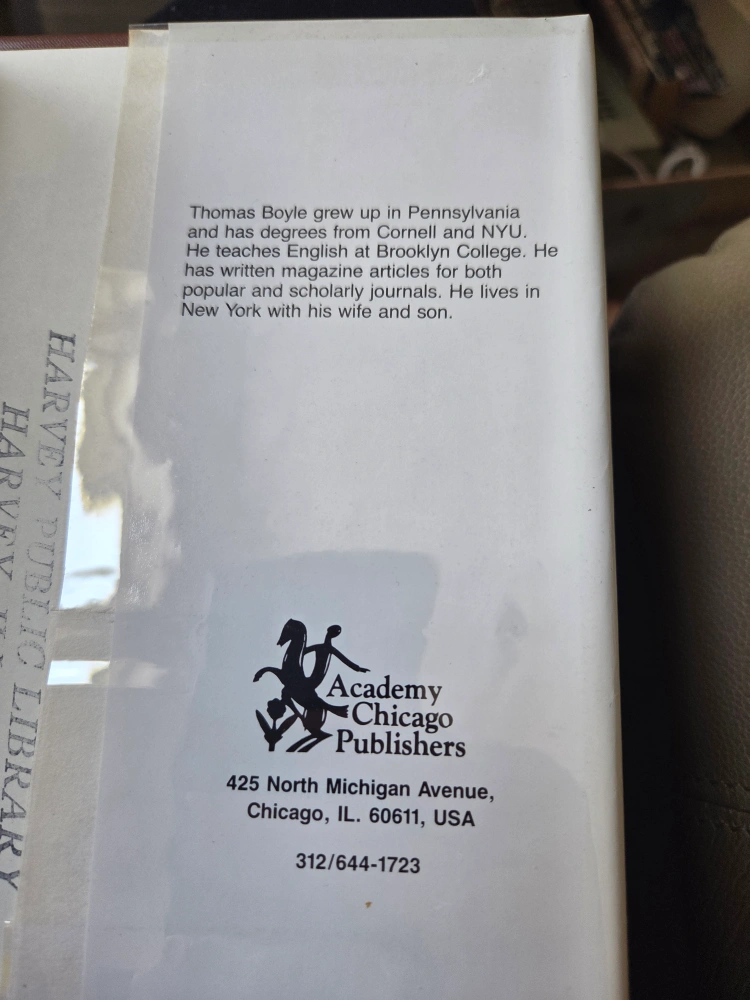 Thomas Boyle grew up in Pennsylvania
and has degrees from Cornell and NYU.
He teaches English at Brooklyn College. He
has written magazine articles for both
popular and scholarly journals. He lives in
New York with his wife and son.
HARVEY PUBLIC LIBRARY
HARVEY
Academy
Chicago
Publishers
425 North Michigan Avenue,
Chicago, IL. 60611, USA
312/644-1723